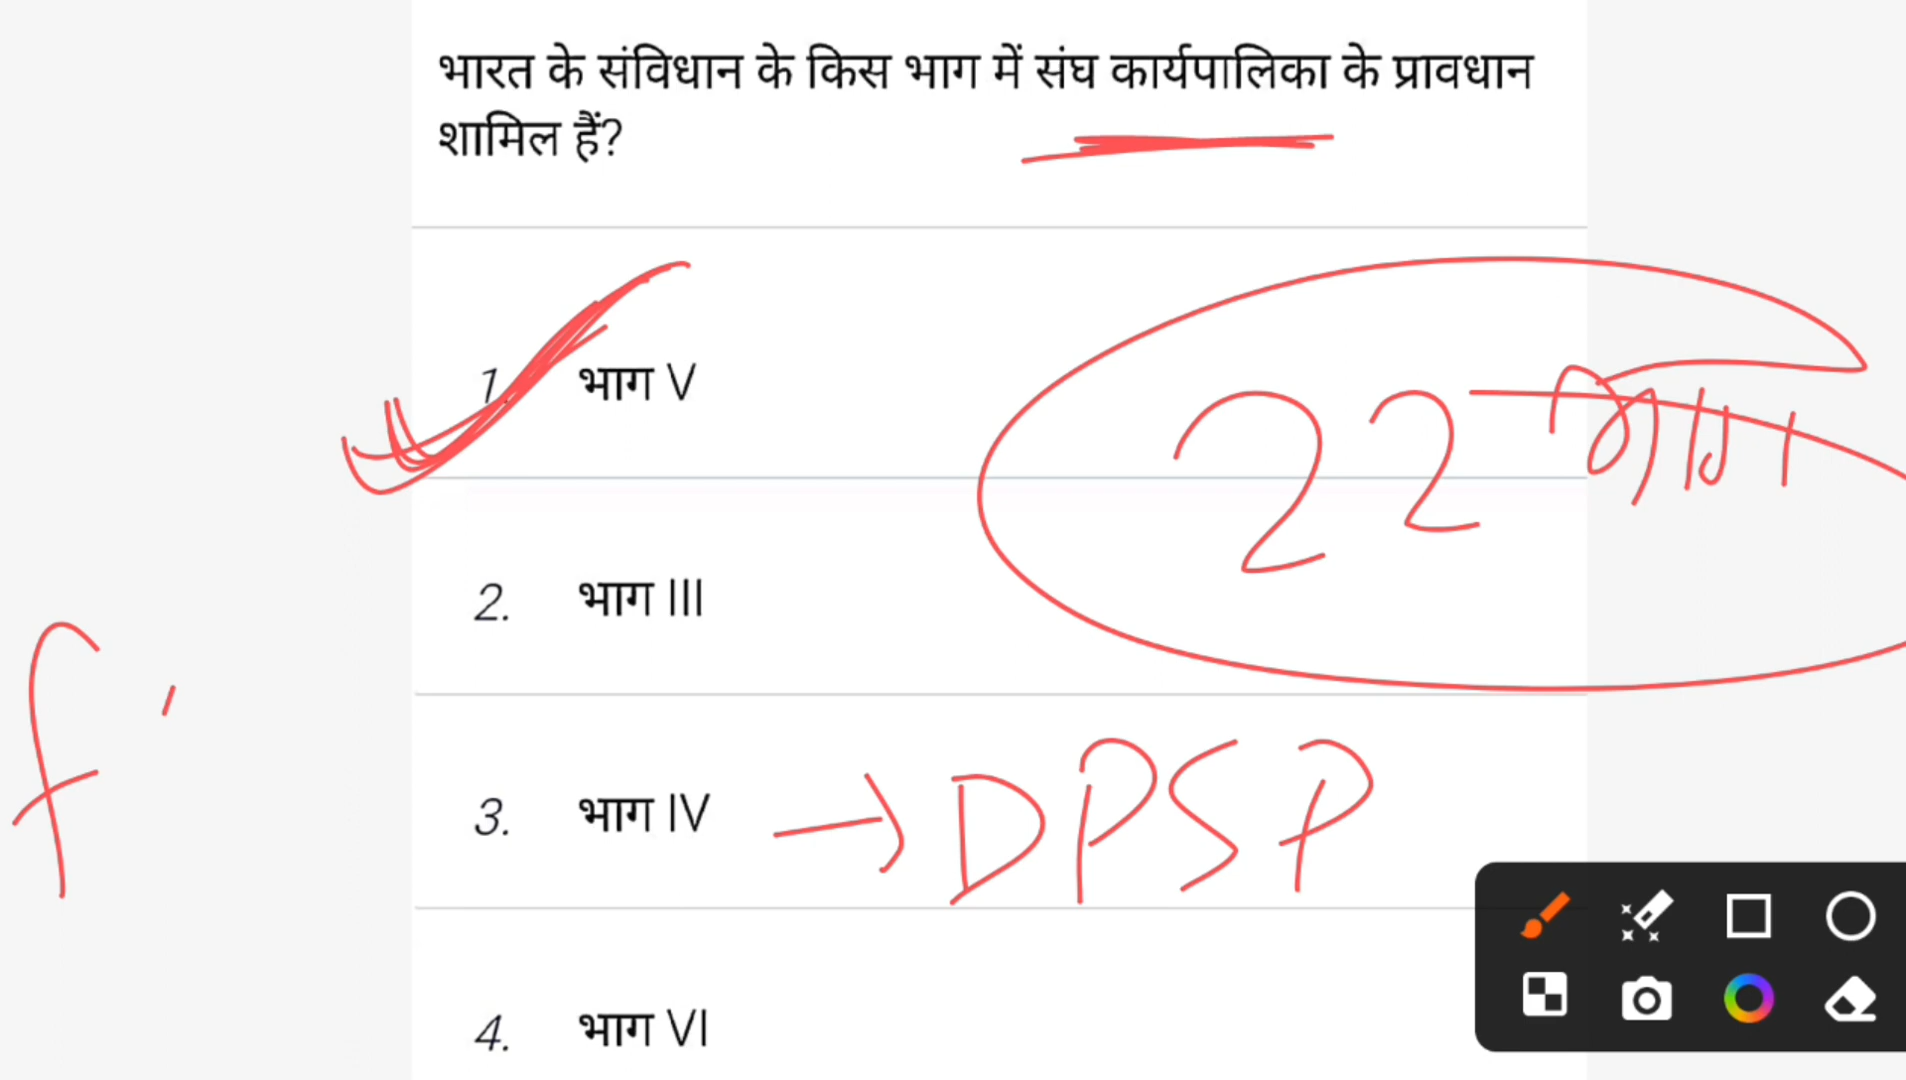 भारत के संविधान के किस भाग में संघ कार्यपालिका के प्रावधान
शामिल हैं?
1. भाग V
22 भाग
2. भाग III
f
3. भाग IV → DPSP
4. भाग VI